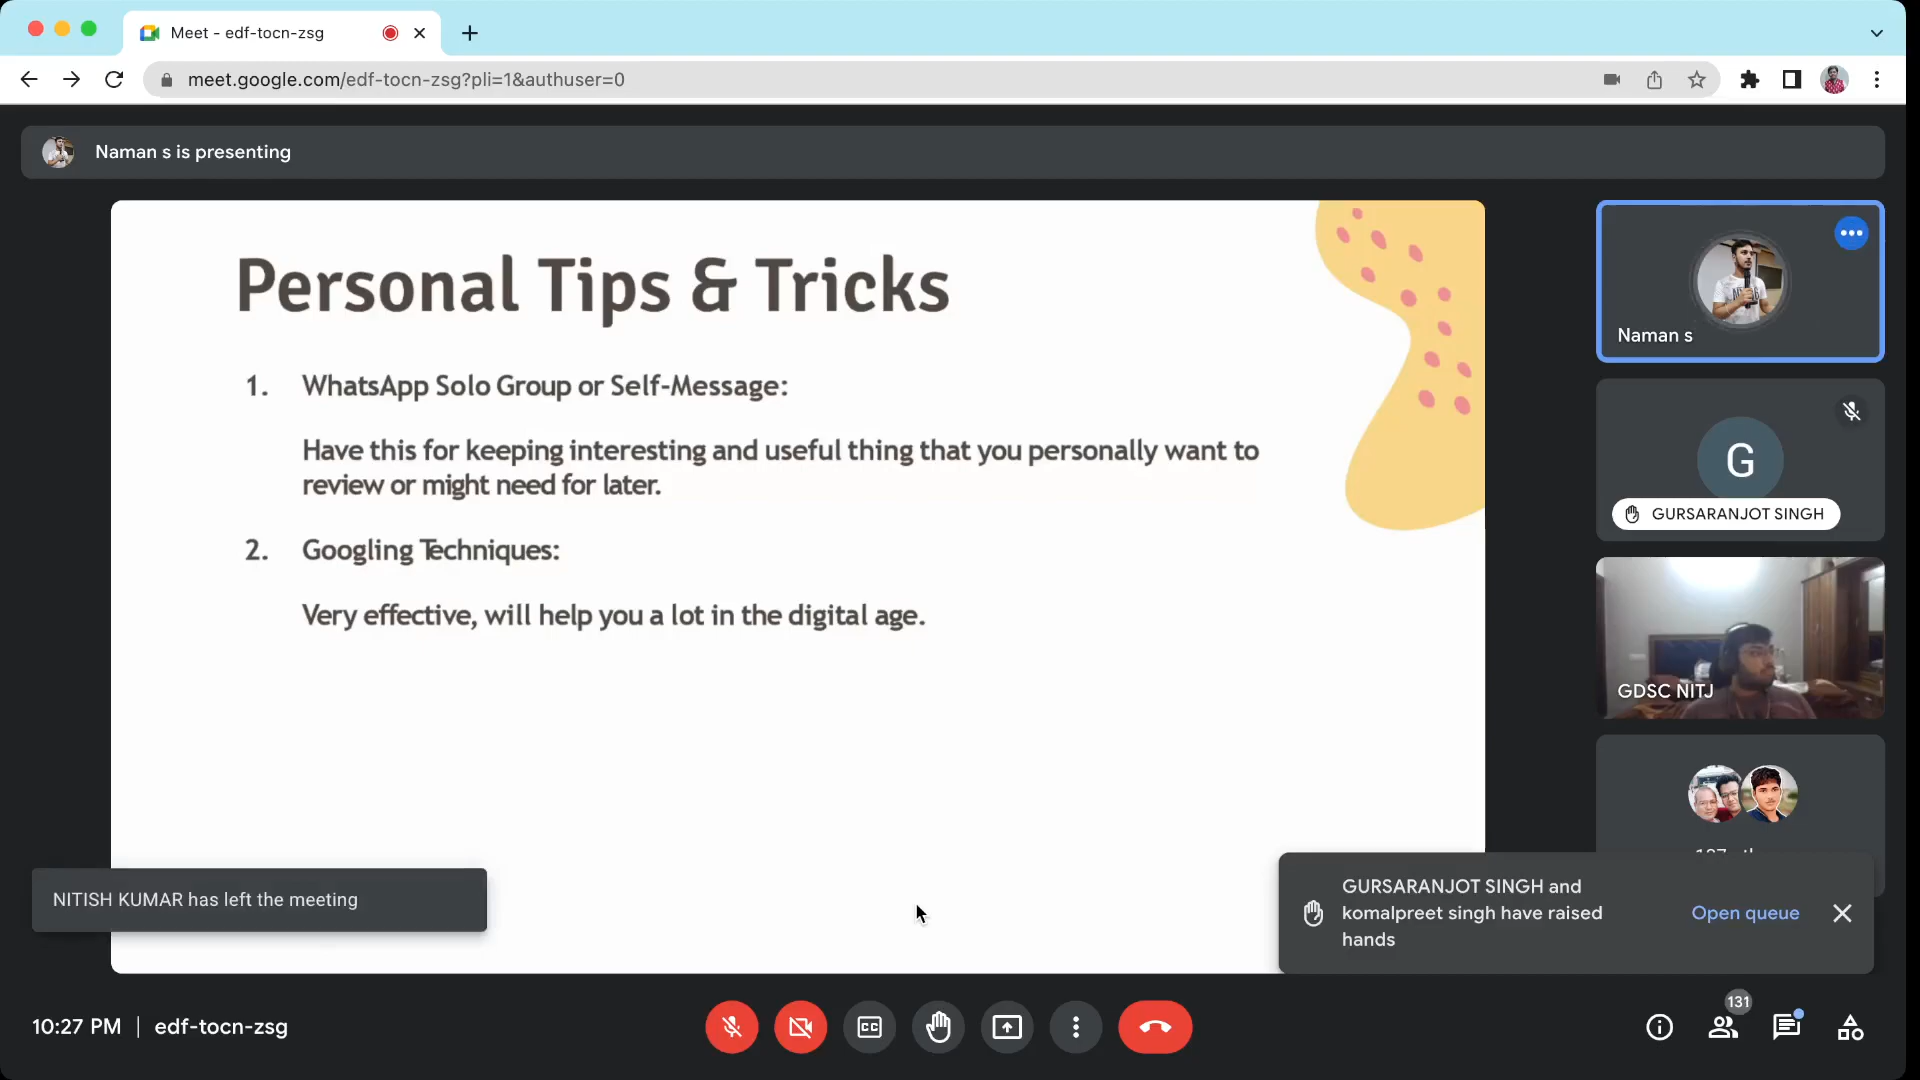 Meet - edf-tocn-zsg
meet.google.com/edf-tocn-zsg?pli=1&authuser=0
Naman s is presenting
Personal Tips & Tricks
1. WhatsApp Solo Group or Self-Message:
Have this for keeping interesting and useful thing that you personally want to
review or might need for later.
2. Googling Techniques:
Very effective, will help you a lot in the digital age.
Naman s
G
GURSARANJOT SINGH
GDSC NITJ
NITISH KUMAR has left the meeting
GURSARANJOT SINGH and
komalpreet singh have raised
hands
Open queue
10:27 PM | edf-tocn-zsg
CC
131